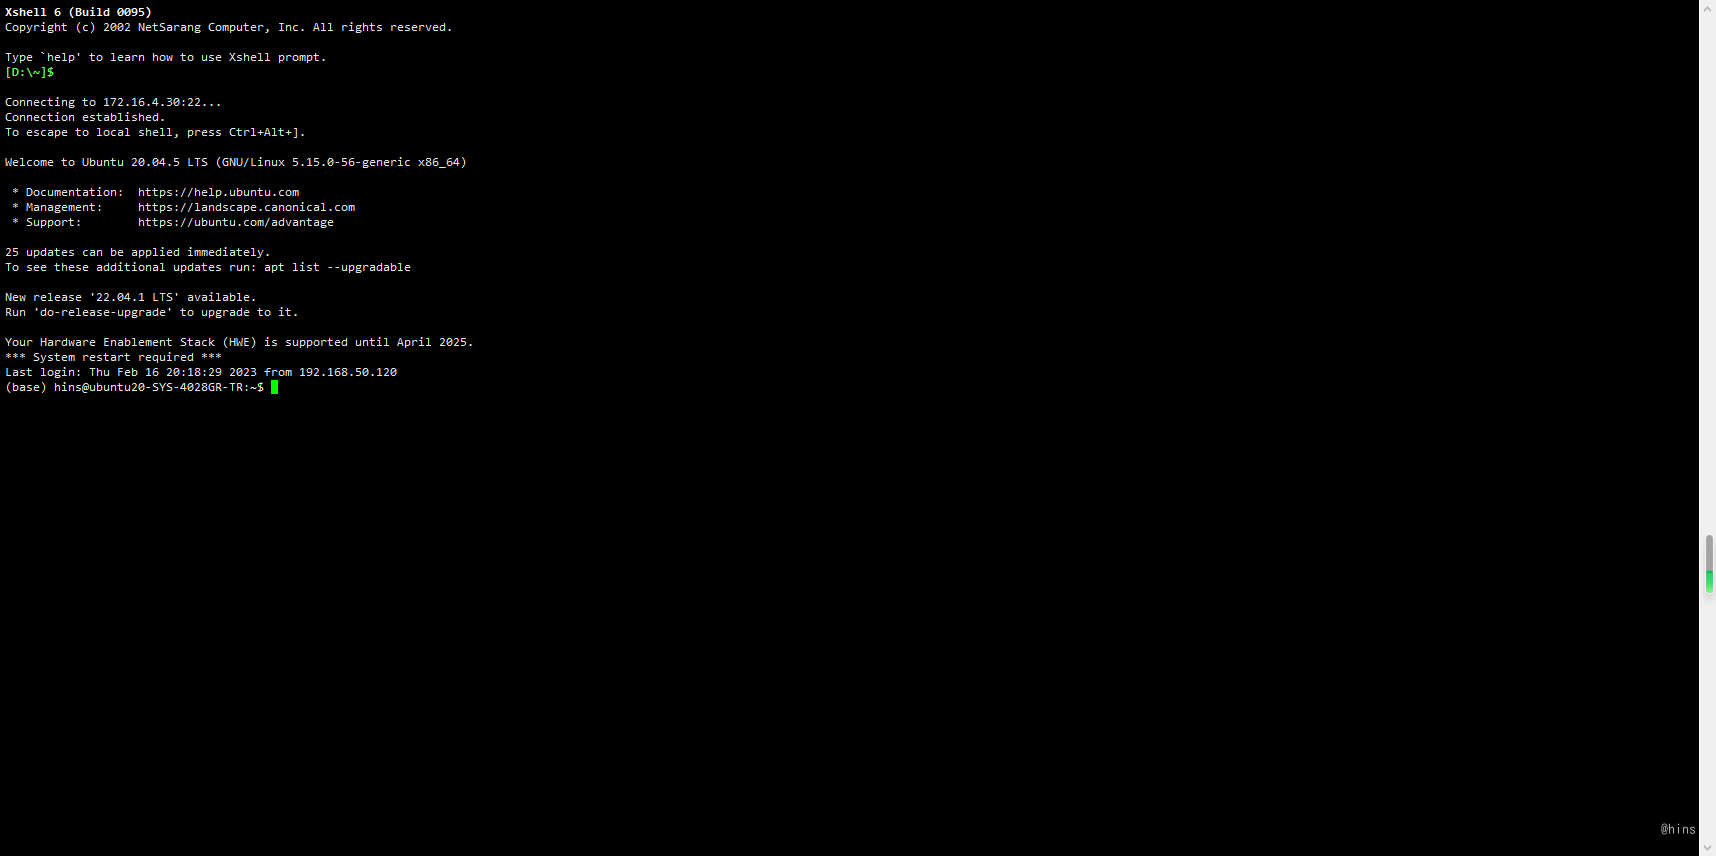 Xshell 6 (Build 0095)
Copyright (c) 2002 NetSarang Computer, Inc. All rights reserved.
Type `help' to learn how to use Xshell prompt.
[D:\~]$
Connecting to 172.16.4.30:22...
Connection established.
To escape to local shell, press Ctrl+Alt+].
Welcome to Ubuntu 20.04.5 LTS (GNU/Linux 5.15.0-56-generic x86_64)
 * Documentation:  https://help.ubuntu.com
 * Management:     https://landscape.canonical.com
 * Support:        https://ubuntu.com/advantage
25 updates can be applied immediately.
To see these additional updates run: apt list --upgradable
New release '22.04.1 LTS' available.
Run 'do-release-upgrade' to upgrade to it.
Your Hardware Enablement Stack (HWE) is supported until April 2025.
*** System restart required ***
Last login: Thu Feb 16 20:18:29 2023 from 192.168.50.120
(base) hins@ubuntu20-SYS-4028GR-TR:~$
@hins